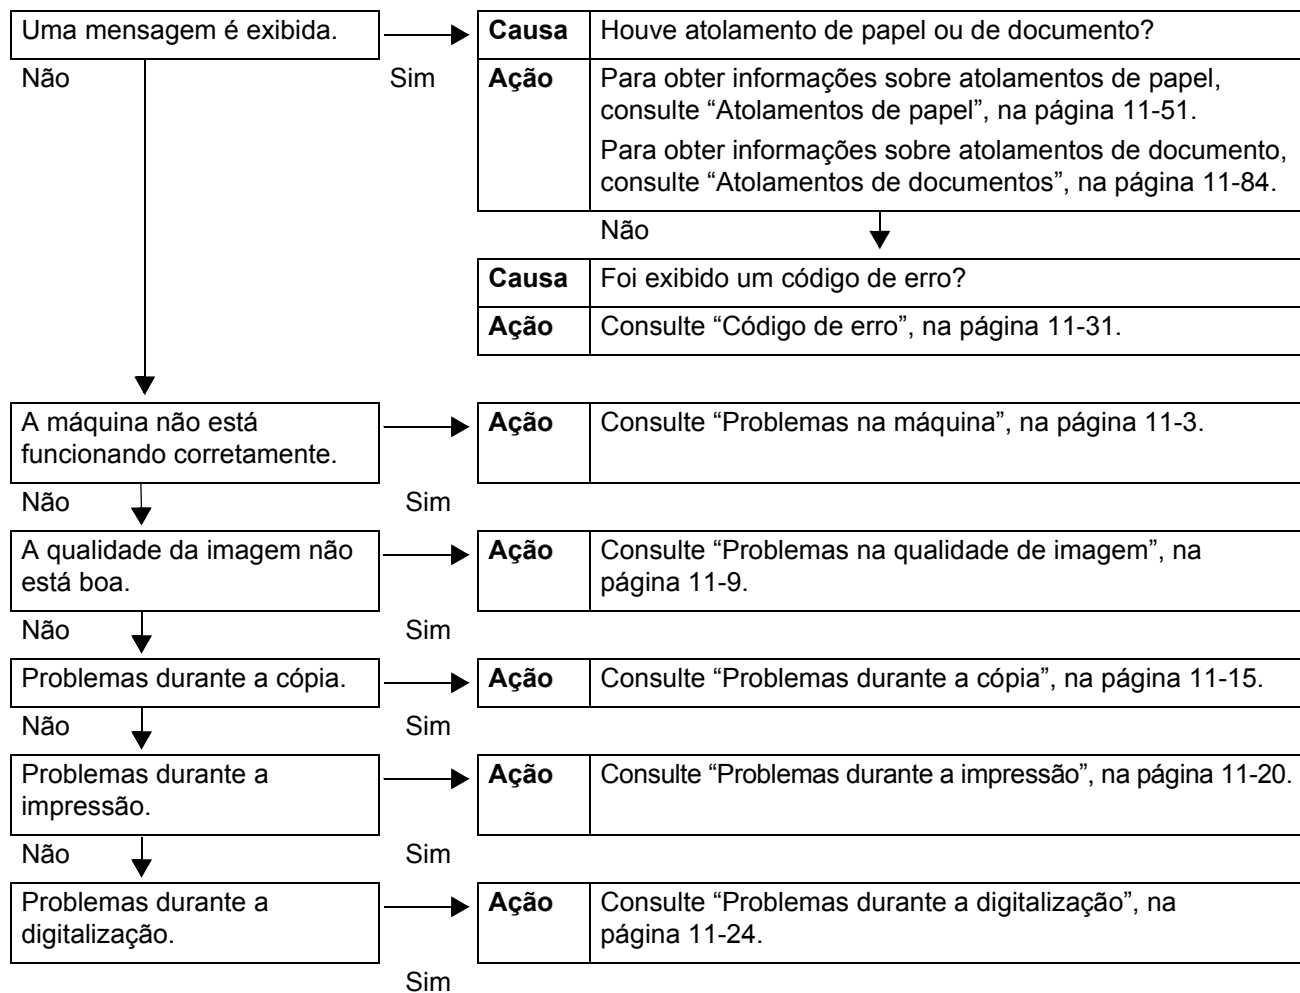 Uma mensagem é exibida.
Causa Houve atolamento de papel ou de documento?
Não Sim
Ação Para obter informações sobre atolamentos de papel,
consulte “Atolamentos de papel”, na página 11-51.
Para obter informações sobre atolamentos de documento,
consulte “Atolamentos de documentos”, na página 11-84.
Não
Causa Foi exibido um código de erro?
Ação Consulte “Código de erro”, na página 11-31.
A máquina não está
funcionando corretamente.
Ação Consulte “Problemas na máquina”, na página 11-3.
Não Sim
A qualidade da imagem não
está boa.
Ação Consulte “Problemas na qualidade de imagem”, na
página 11-9.
Não Sim
Problemas durante a cópia.
Ação Consulte “Problemas durante a cópia”, na página 11-15.
Não Sim
Problemas durante a
impressão.
Ação Consulte “Problemas durante a impressão”, na página 11-20.
Não Sim
Problemas durante a
digitalização.
Ação Consulte “Problemas durante a digitalização”, na
página 11-24.
Sim